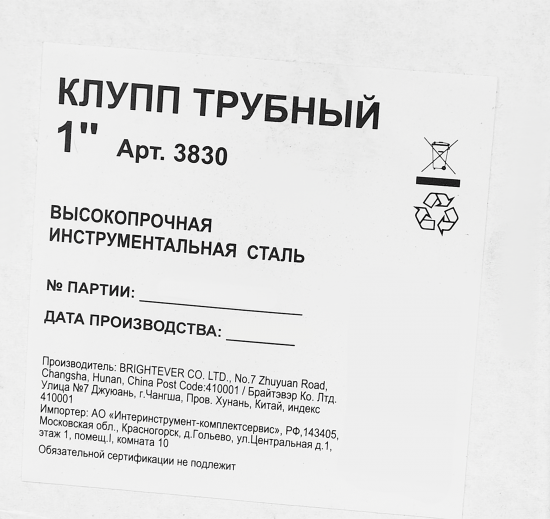 КЛУПП ТРУБНЫЙ
1" Арт. 3830
ВЫСОКОПРОЧНАЯ
ИНСТРУМЕНТАЛЬНАЯ СТАЛЬ
№ ПАРТИИ: ___________________
ДАТА ПРОИЗВОДСТВА: ________
Производитель: BRIGHTEVER CO. LTD., No.7 Zhuyuan Road,
Changsha, Hunan, China Post Code:410001 / Брайтэвэр Ко. Лтд.
Улица №7 Джуюань, г.Чангша, Пров. Хунань, Китай, индекс
410001
Импортер: АО «Интеринструмент-комплектсервис», РФ,143405,
Московская обл., Красногорск, д.Гольево, ул.Центральная д.1,
этаж 1, помещ.I, комната 10
Обязательной сертификации не подлежит